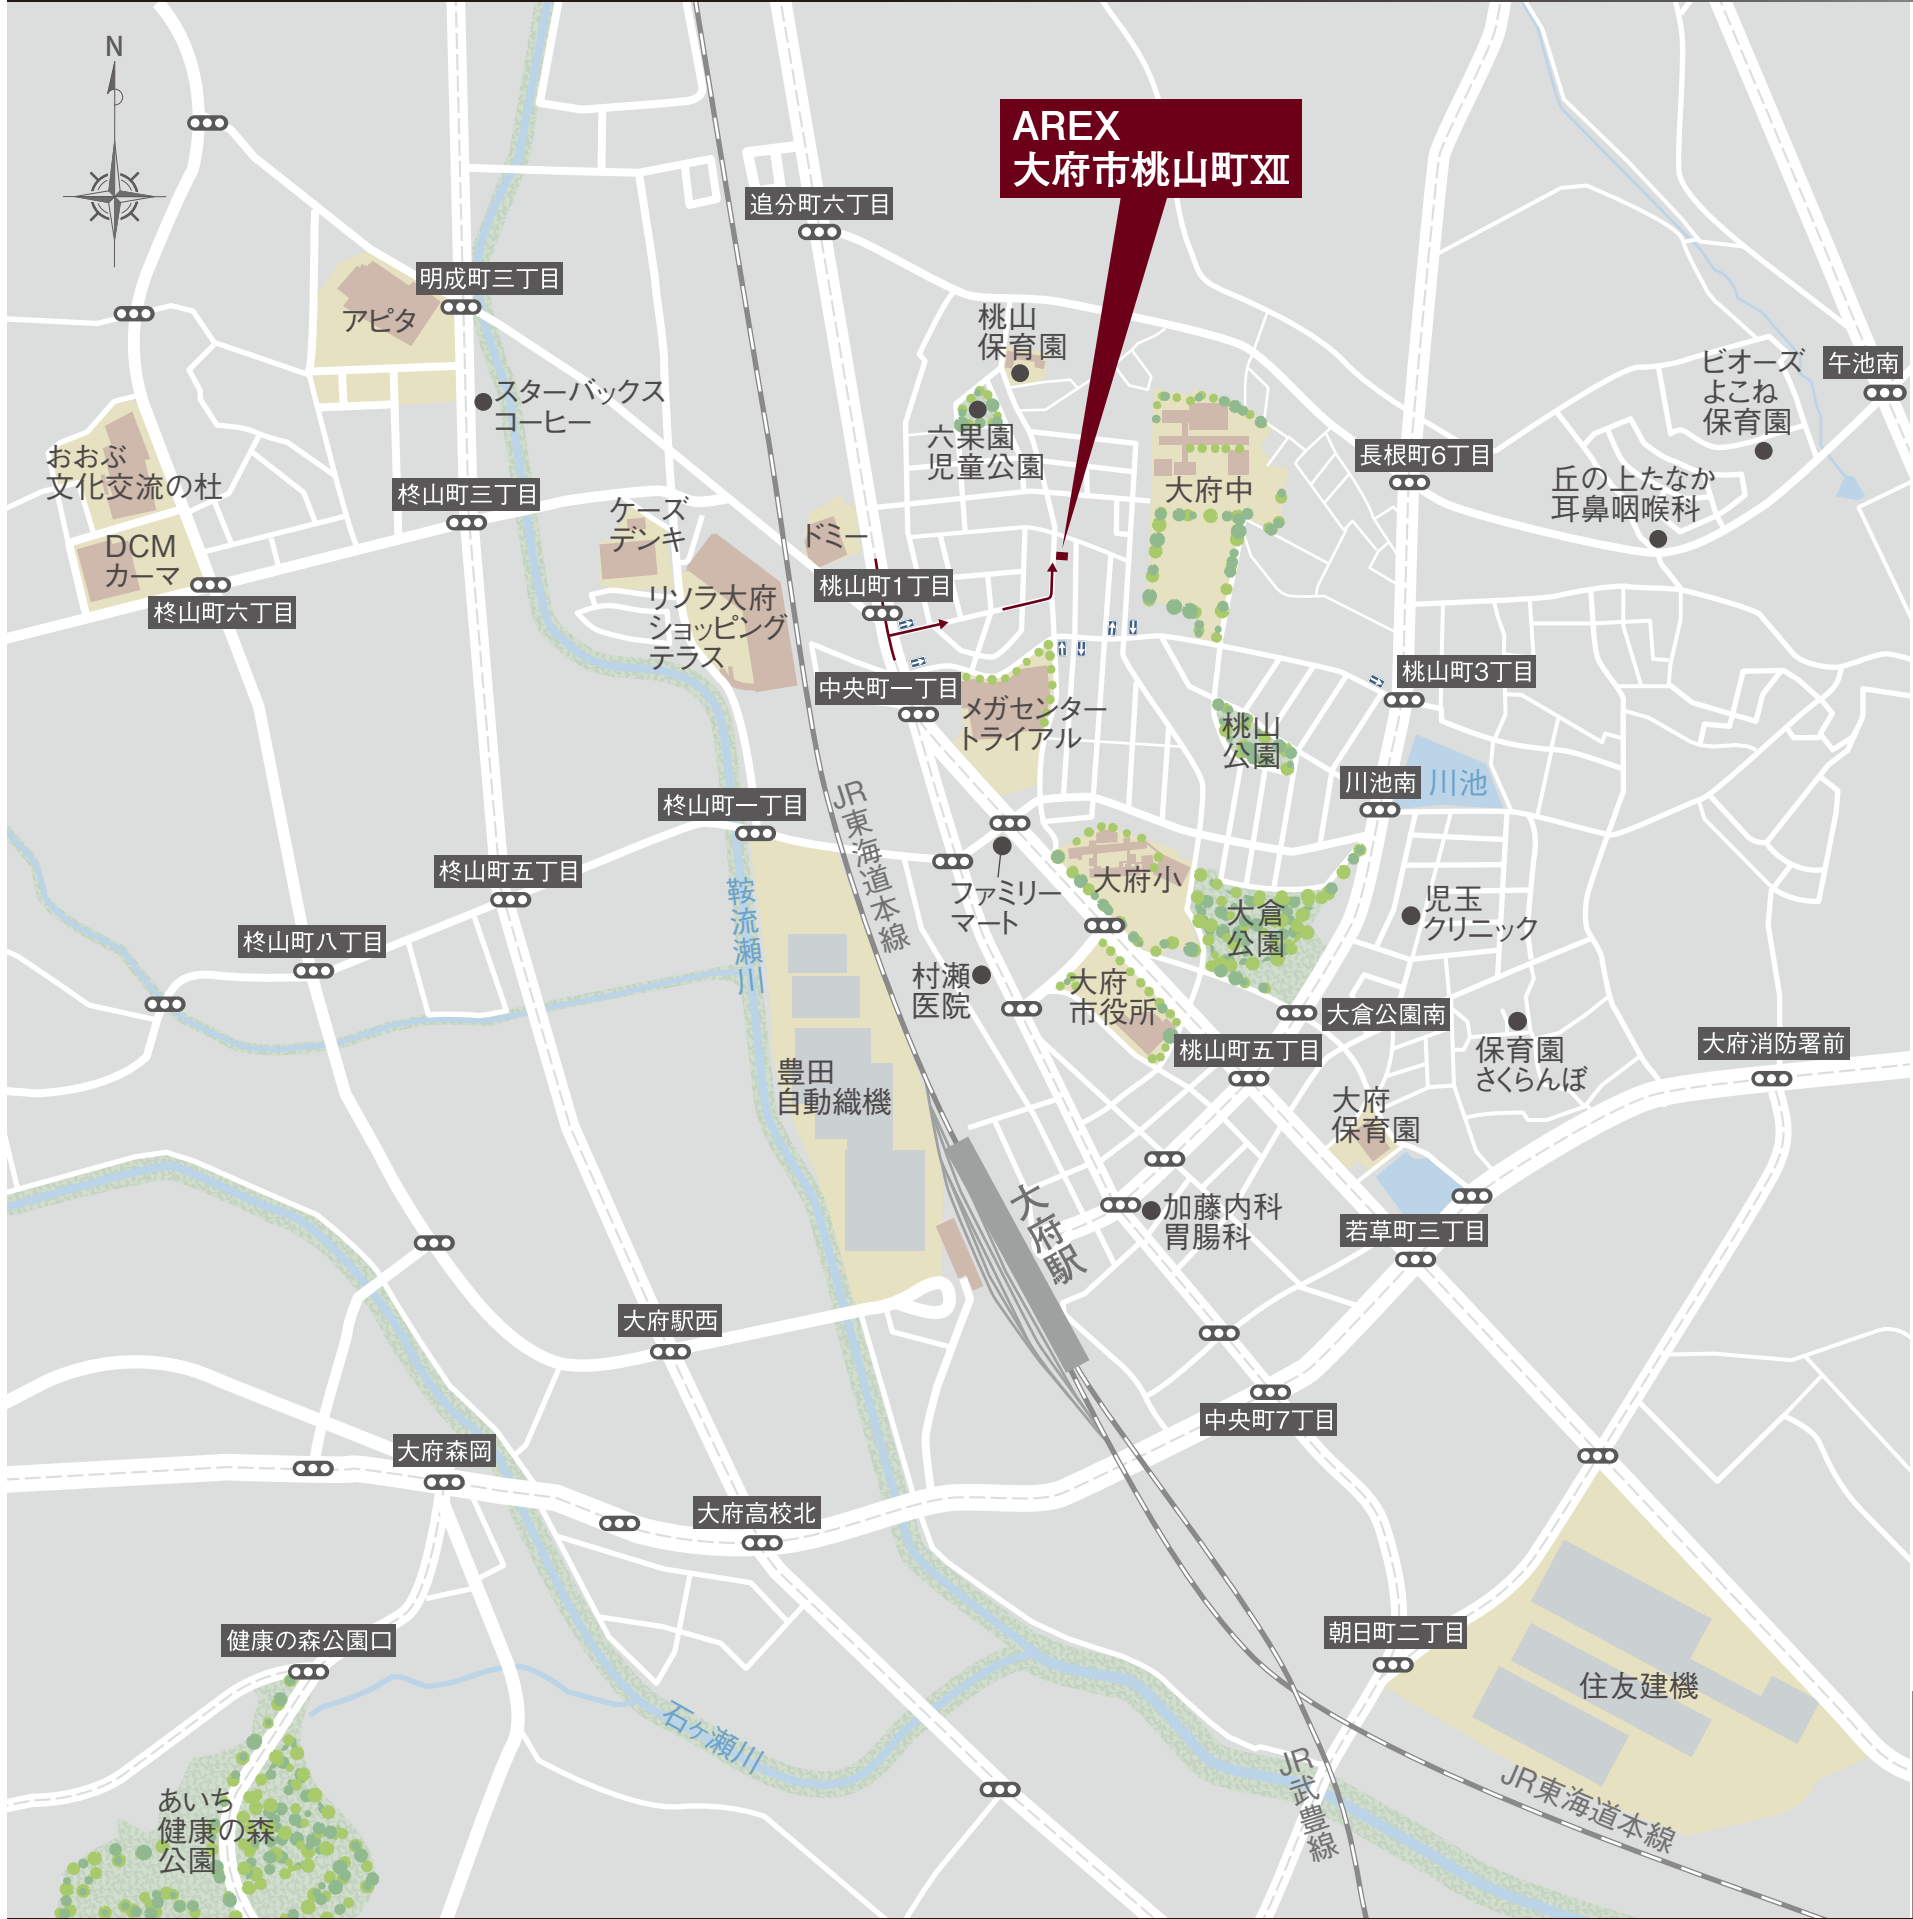 N
AREX
大府市桃山町Ⅻ
追分町六丁目
明成町三丁目
アピタ
桃山
保育園
スターバックス
コーヒー
六果園
児童公園
ビオーズ
よこね
保育園
午池南
おおぶ
文化交流の杜
柊山町三丁目
ケーズ
デンキ
ドミー
大府中
長根町6丁目
丘の上たなか
耳鼻咽喉科
DCM
カーマ
柊山町六丁目
リソラ大府
ショッピング
テラス
桃山町1丁目
中央町一丁目
メガセンター
トライアル
桃山
公園
桃山町3丁目
川池南
川池
柊山町一丁目
JR東海道本線
柊山町五丁目
柊山町八丁目
鞍流瀬川
ファミリー
マート
大府小
大倉
公園
児玉
クリニック
村瀬
医院
大府
市役所
大倉公園南
桃山町五丁目
保育園
さくらんぼ
大府消防署前
豊田
自動織機
大府
保育園
大府駅
加藤内科
胃腸科
若草町三丁目
大府駅西
中央町7丁目
大府森岡
大府高校北
健康の森公園口
朝日町二丁目
住友建機
石ヶ瀬川
JR武豊線
JR東海道本線
あいち
健康の森
公園